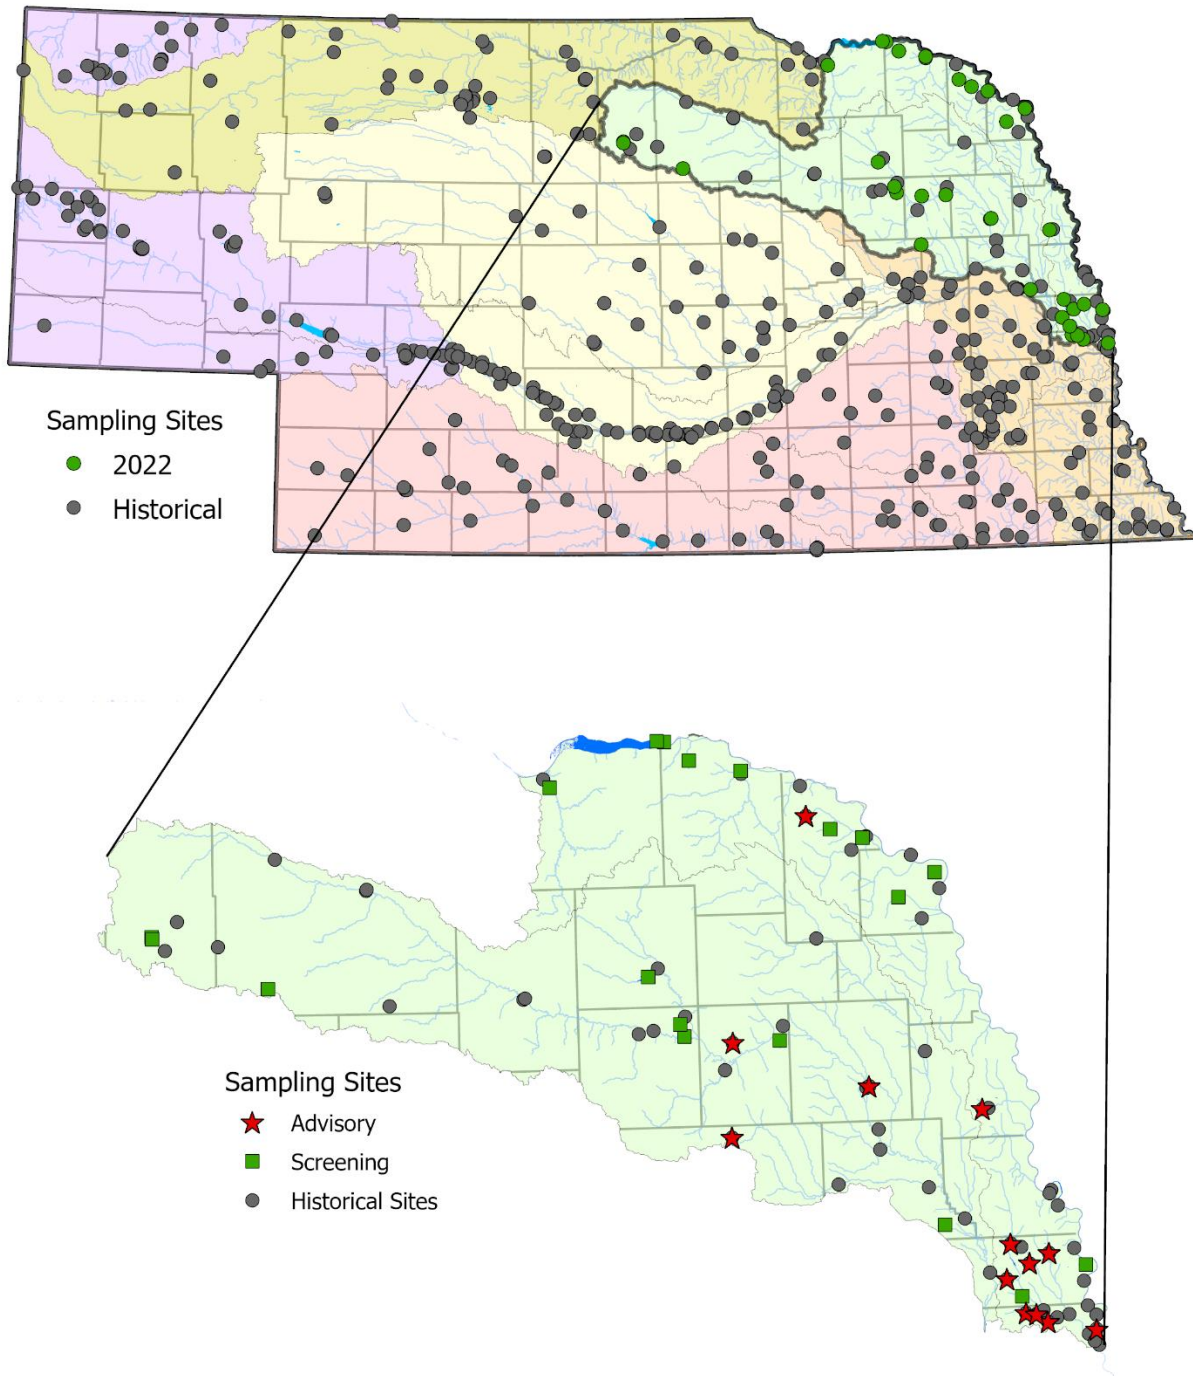 Sampling Sites
2022
Historical
Sampling Sites
Advisory
Screening
Historical Sites